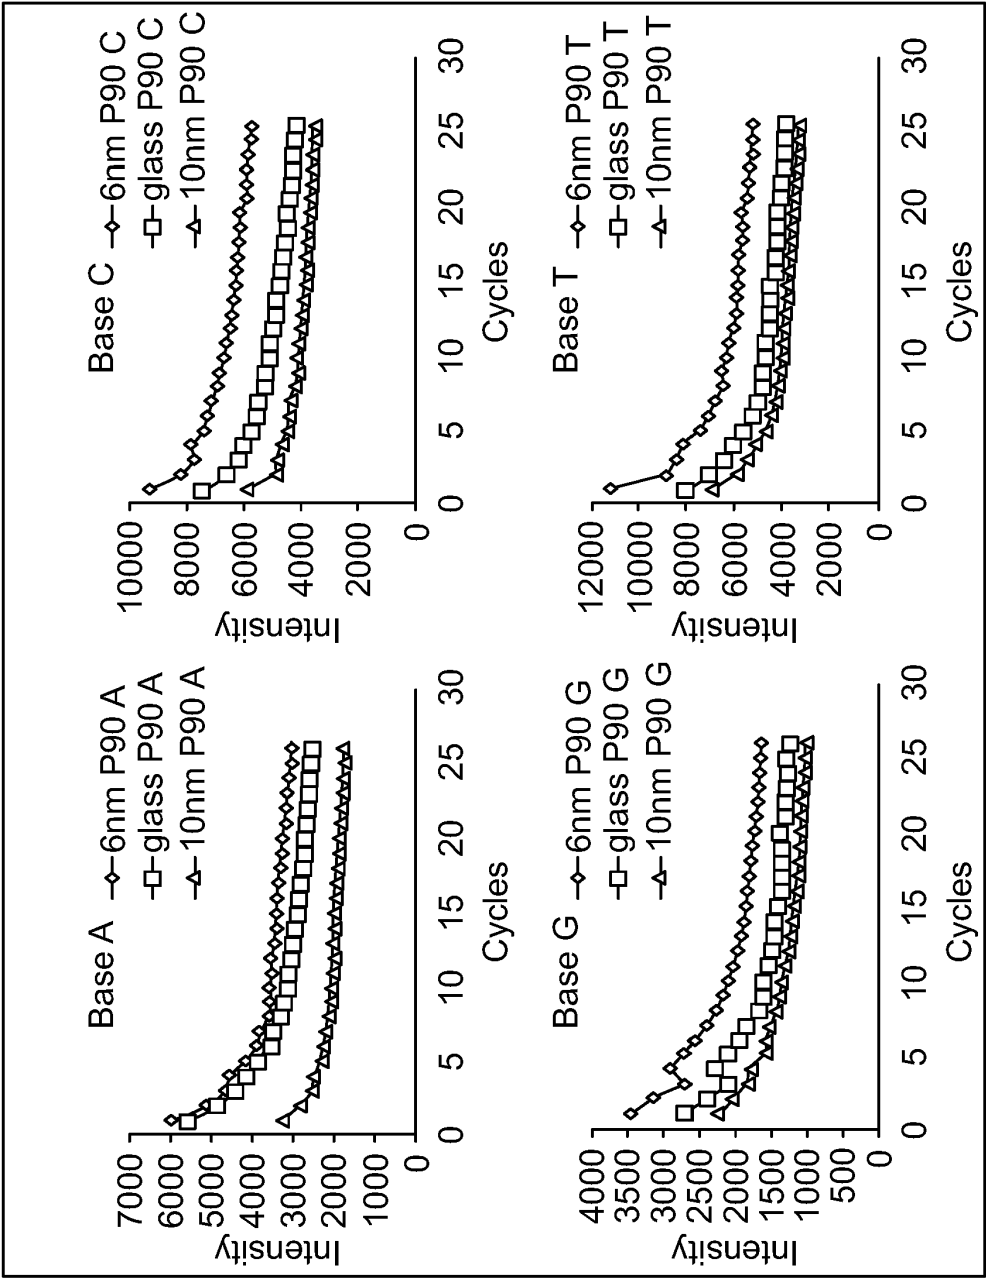 Base A
6nm P90 A
glass P90 A
10nm P90 A
7000
6000
5000
4000
3000
2000
1000
0
Intensity
0 5 10 15 20 25 30
Cycles
Base C
6nm P90 C
glass P90 C
10nm P90 C
10000
8000
6000
4000
2000
0
Intensity
0 5 10 15 20 25 30
Cycles
Base G
6nm P90 G
glass P90 G
10nm P90 G
4000
3500
3000
2500
2000
1500
1000
500
0
Intensity
0 5 10 15 20 25 30
Cycles
Base T
6nm P90 T
glass P90 T
10nm P90 T
12000
10000
8000
6000
4000
2000
0
Intensity
0 5 10 15 20 25 30
Cycles